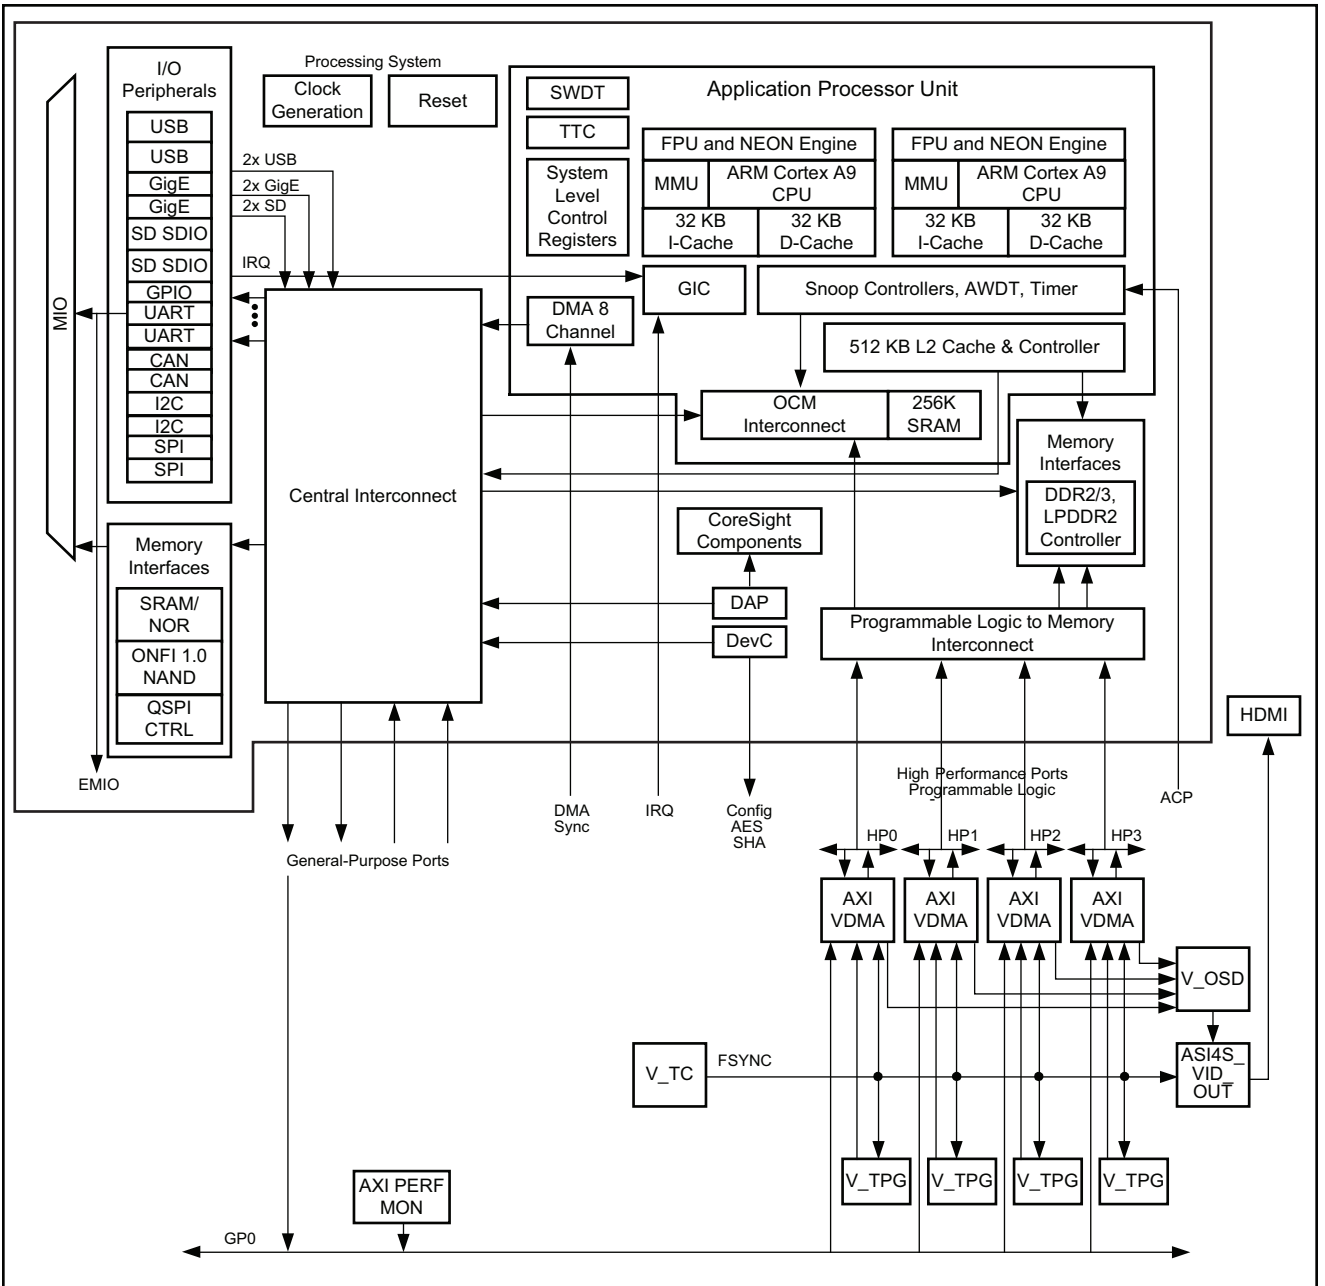 Processing System
I/O
Peripherals
USB
USB
GigE
GigE
SD SDIO
SD SDIO
GPIO
UART
UART
CAN
CAN
I2C
I2C
SPI
SPI
MIO
Clock
Generation
Reset
2x USB
2x GigE
2x SD
IRQ
Application Processor Unit
SWDT
TTC
System
Level
Control
Registers
FPU and NEON Engine
MMU
ARM Cortex A9
CPU
32 KB
I-Cache
32 KB
D-Cache
FPU and NEON Engine
MMU
ARM Cortex A9
CPU
32 KB
I-Cache
32 KB
D-Cache
GIC
Snoop Controllers, AWDT, Timer
DMA 8
Channel
512 KB L2 Cache & Controller
OCM
Interconnect
256K
SRAM
Memory
Interfaces
DDR2/3,
LPDDR2
Controller
Central Interconnect
CoreSight
Components
DAP
DevC
Programmable Logic to Memory
Interconnect
Memory
Interfaces
SRAM/
NOR
ONFI 1.0
NAND
QSPI
CTRL
EMIO
HDMI
General-Purpose Ports
DMA
Sync
IRQ
Config
AES
SHA
High Performance Ports
Programmable Logic
ACP
HP0
HP1
HP2
HP3
AXI
VDMA
AXI
VDMA
AXI
VDMA
AXI
VDMA
V_OSD
V_TC
FSYNC
ASI4S_
VID_
OUT
V_TPG
V_TPG
V_TPG
V_TPG
AXI PERF
MON
GP0